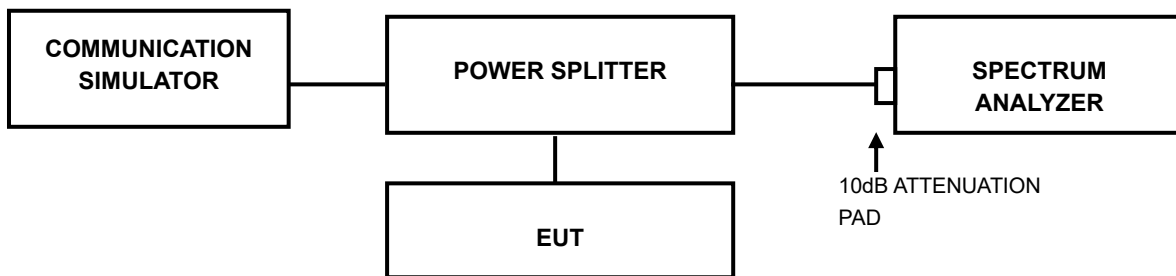 COMMUNICATION
SIMULATOR
POWER SPLITTER
SPECTRUM
ANALYZER
10dB ATTENUATION
PAD
EUT